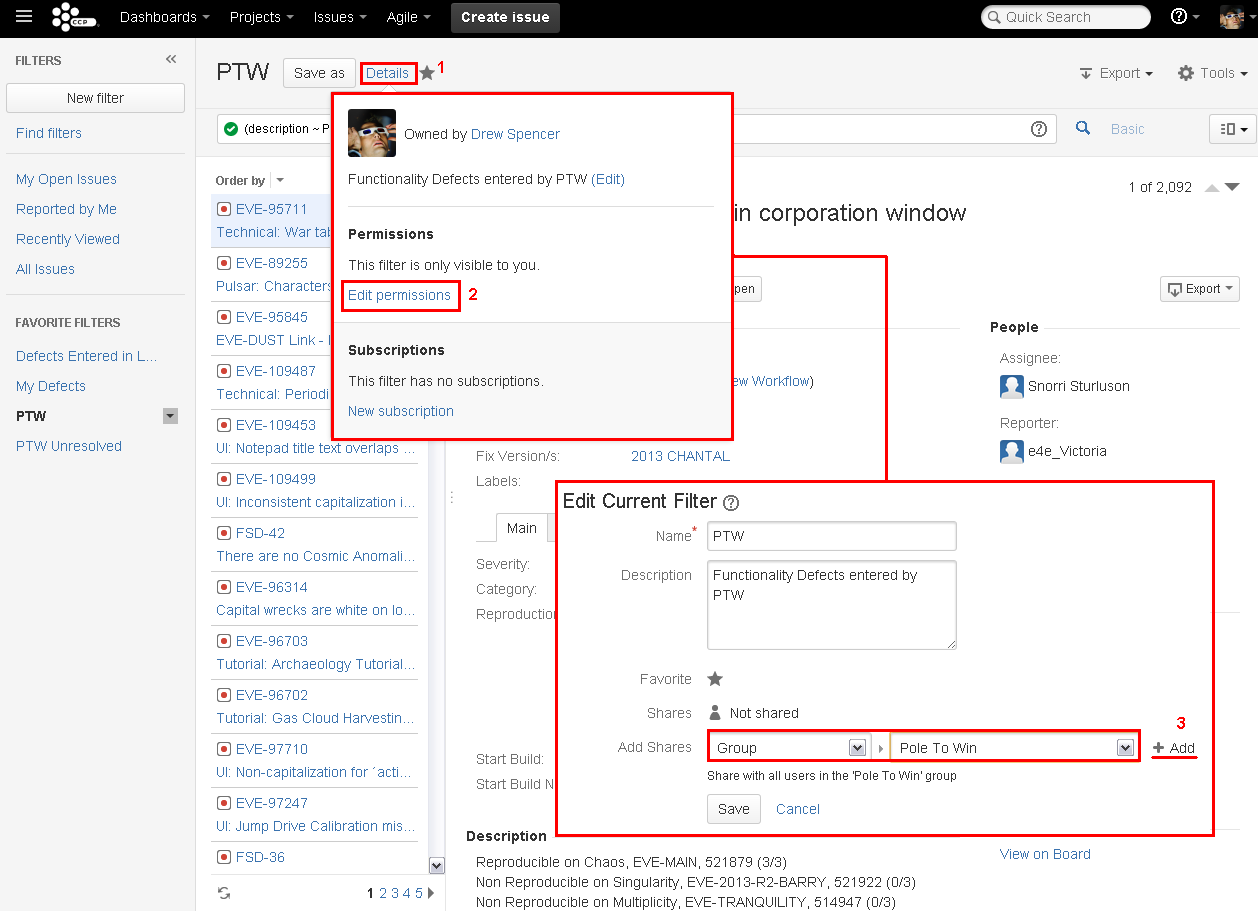 CCP
Dashboards
Projects
Issues
Agile
Create issue
Quick Search
FILTERS
New filter
Find filters
My Open Issues
Reported by Me
Recently Viewed
All Issues
FAVORITE FILTERS
Defects Entered in L...
My Defects
PTW
PTW Unresolved
PTW
Save as
Details
1
Export
Tools
(description ~ P
Basic
Order by
EVE-95711
Technical: War tab
EVE-89255
Pulsar: Characters
EVE-95845
EVE-DUST Link - I
EVE-109487
Technical: Periodi
EVE-109453
UI: Notepad title text overlaps ...
EVE-109499
UI: Inconsistent capitalization i...
FSD-42
There are no Cosmic Anomali...
EVE-96314
Capital wrecks are white on lo...
EVE-96703
Tutorial: Archaeology Tutorial...
EVE-96702
Tutorial: Gas Cloud Harvestin...
EVE-97710
UI: Non-capitalization for ´acti...
EVE-97247
UI: Jump Drive Calibration mis...
FSD-36
1 2 3 4 5
Owned by Drew Spencer
Functionality Defects entered by PTW (Edit)
Permissions
This filter is only visible to you.
Edit permissions
2
Subscriptions
This filter has no subscriptions.
New subscription
1 of 2,092
in corporation window
pen
Export
ew Workflow)
People
Assignee:
Snorri Sturluson
Reporter:
e4e_Victoria
Fix Version/s:
2013 CHANTAL
Labels:
Main
Severity:
Category:
Reproduction
Start Build:
Start Build N
Edit Current Filter
Name*
PTW
Description
Functionality Defects entered by
PTW
Favorite
Shares
Not shared
Add Shares
Group
Pole To Win
3
Add
Share with all users in the 'Pole To Win' group
Save
Cancel
Description
Reproducible on Chaos, EVE-MAIN, 521879 (3/3)
Non Reproducible on Singularity, EVE-2013-R2-BARRY, 521922 (0/3)
Non Reproducible on Multiplicity, EVE-TRANQUILITY, 514947 (0/3)
View on Board